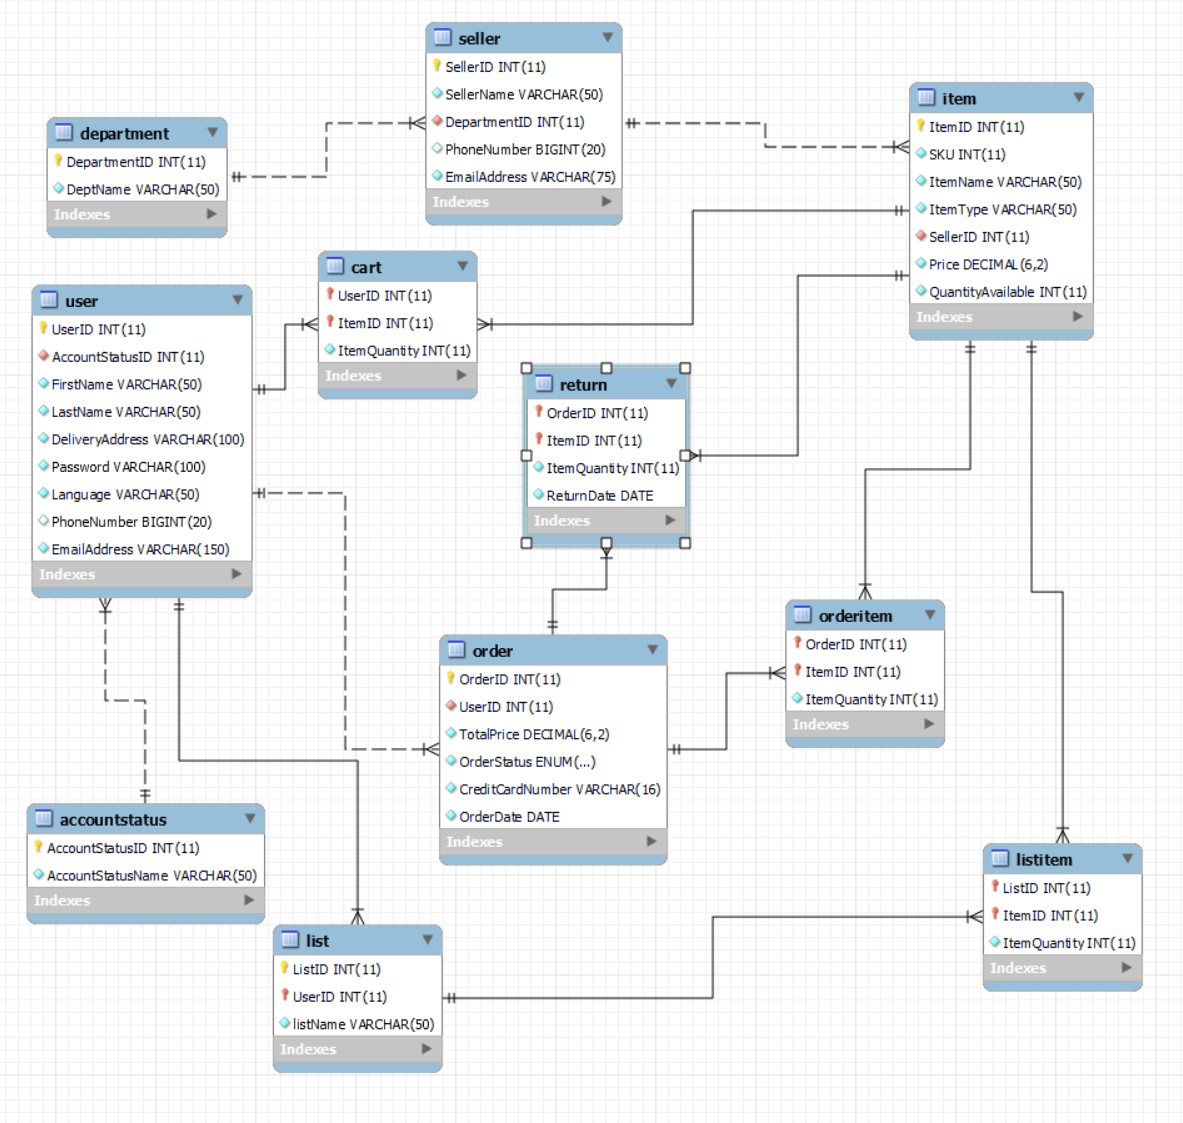 seller
SellerID INT(11)
SellerName VARCHAR(50)
DepartmentID INT(11)
PhoneNumber BIGINT(20)
EmailAddress VARCHAR(75)
Indexes
item
ItemID INT(11)
SKU INT(11)
ItemName VARCHAR(50)
ItemType VARCHAR(50)
SellerID INT(11)
Price DECIMAL(6,2)
QuantityAvailable INT(11)
Indexes
department
DepartmentID INT(11)
DeptName VARCHAR(50)
Indexes
cart
UserID INT(11)
ItemID INT(11)
ItemQuantity INT(11)
Indexes
user
UserID INT(11)
AccountStatusID INT(11)
FirstName VARCHAR(50)
LastName VARCHAR(50)
DeliveryAddress VARCHAR(100)
Password VARCHAR(100)
Language VARCHAR(50)
PhoneNumber BIGINT(20)
EmailAddress VARCHAR(150)
Indexes
return
OrderID INT(11)
ItemID INT(11)
ItemQuantity INT(11)
ReturnDate DATE
Indexes
orderitem
OrderID INT(11)
ItemID INT(11)
ItemQuantity INT(11)
Indexes
order
OrderID INT(11)
UserID INT(11)
TotalPrice DECIMAL(6,2)
OrderStatus ENUM(...)
CreditCardNumber VARCHAR(16)
OrderDate DATE
Indexes
accountstatus
AccountStatusID INT(11)
AccountStatusName VARCHAR(50)
Indexes
listitem
ListID INT(11)
ItemID INT(11)
ItemQuantity INT(11)
Indexes
list
ListID INT(11)
UserID INT(11)
listName VARCHAR(50)
Indexes